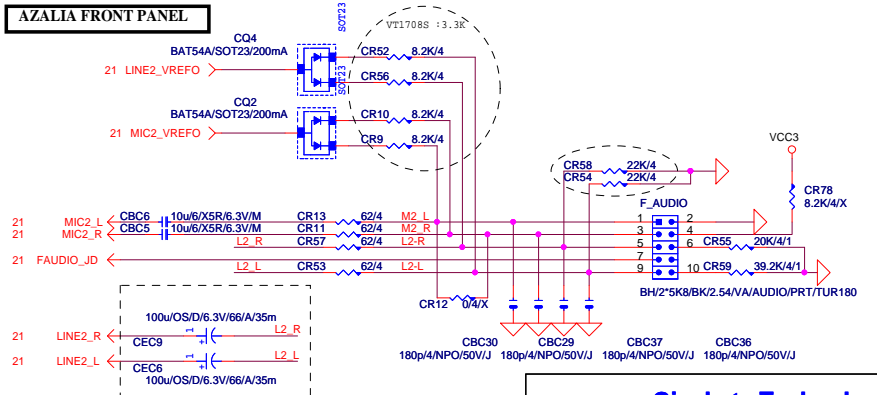 AZALIA FRONT PANEL
SOT23
VT1708S :3.3K
CQ4
BAT54A/SOT23/200mA
CR52 8.2K/4
21 LINE2_VREFO
SOT23
CR56 8.2K/4
CQ2
BAT54A/SOT23/200mA
CR10 8.2K/4
21 MIC2_VREFO
CR9 8.2K/4
VCC3
CR58 22K/4
CR54 22K/4
CR78
8.2K/4/X
F_AUDIO
21 MIC2_L CBC6 10u/6/X5R/6.3V/M CR13 62/4 M2_L 1 2
21 MIC2_R CBC5 10u/6/X5R/6.3V/M CR11 62/4 M2_R 3 4
L2_R CR57 62/4 L2-R 5 6 CR55 20K/4/1
21 FAUDIO_JD 7
L2_L CR53 62/4 L2-L 9 10 CR59 39.2K/4/1
BH/2*5K8/BK/2.54/VA/AUDIO/PRT/TUR180
CR12 0/4/X
100u/OS/D/6.3V/66/A/35m
21 LINE2_R 1 L2_R
CEC9 +
21 LINE2_L 1 L2_L
CEC6 +
100u/OS/D/6.3V/66/A/35m
CBC30 CBC29 CBC37 CBC36
180p/4/NPO/50V/J 180p/4/NPO/50V/J 180p/4/NPO/50V/J 180p/4/NPO/50V/J